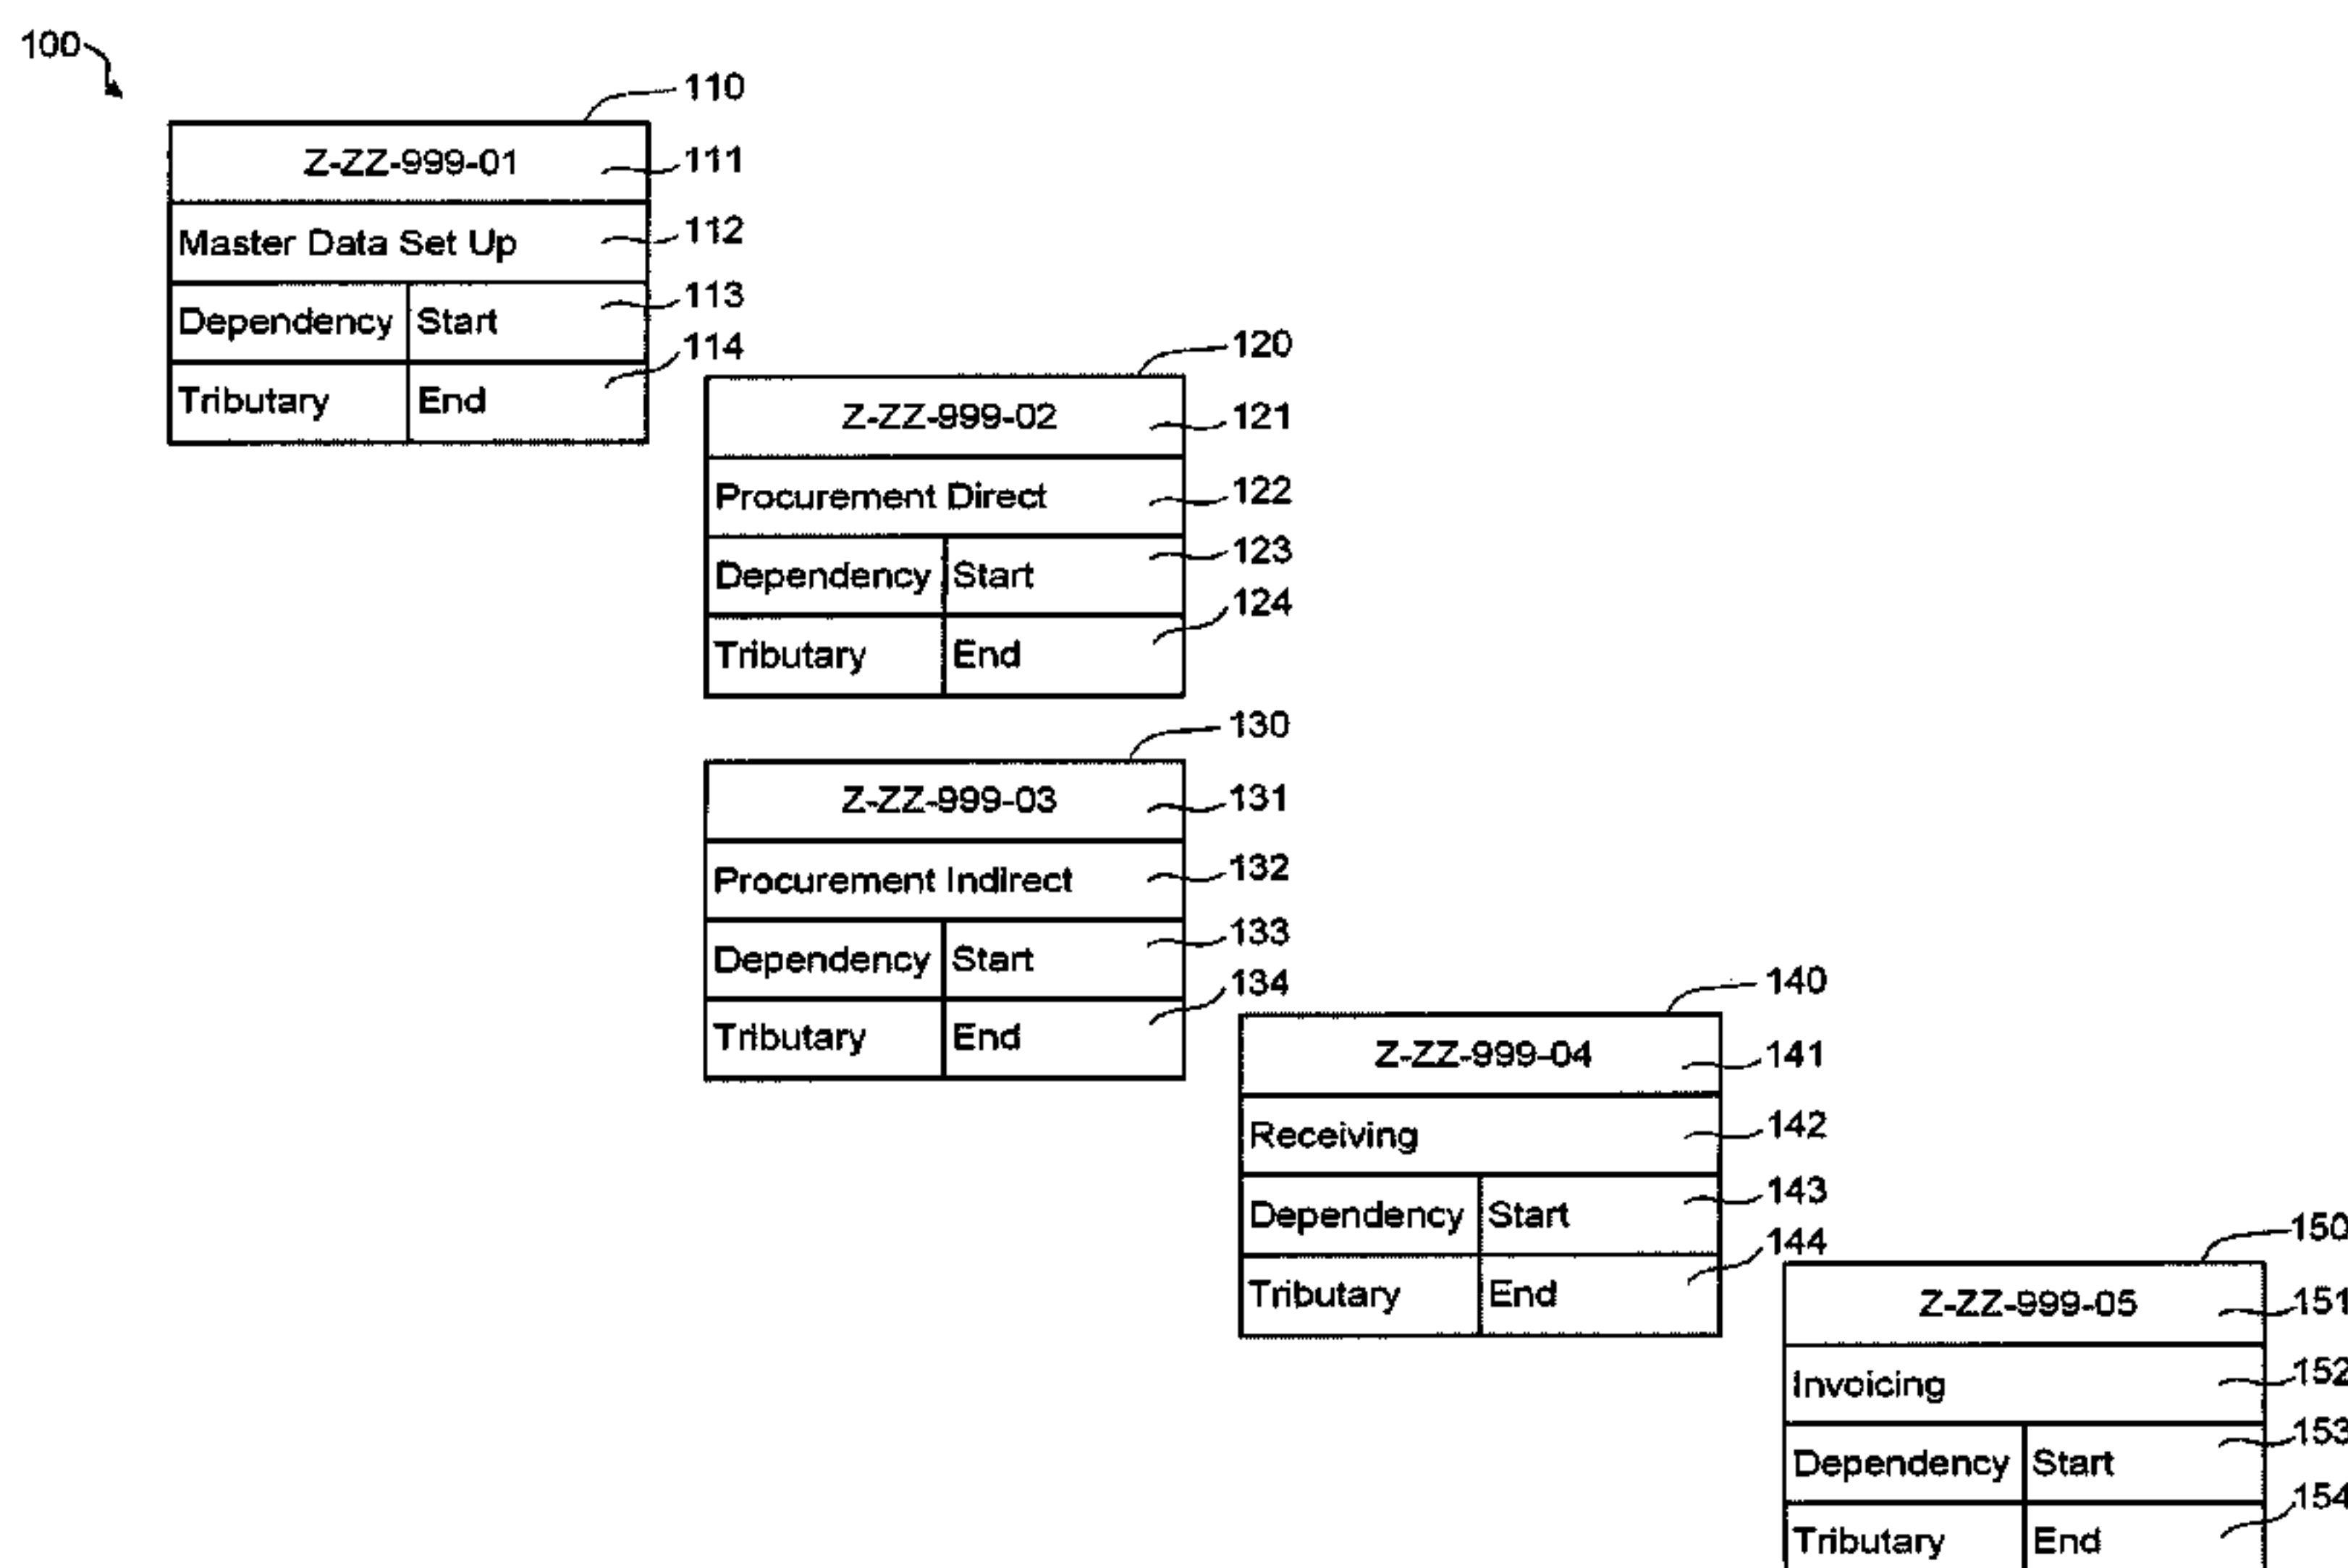 100
110
Z-ZZ-999-01 111
Master Data Set Up 112
Dependency Start 113
Tributary End 114
120
Z-ZZ-999-02 121
Procurement Direct 122
Dependency Start 123
Tributary End 124
130
Z-ZZ-999-03 131
Procurement Indirect 132
Dependency Start 133
Tributary End 134
140
Z-ZZ-999-04 141
Receiving 142
Dependency Start 143
Tributary End 144
150
Z-ZZ-999-05 151
Invoicing 152
Dependency Start 153
Tributary End 154